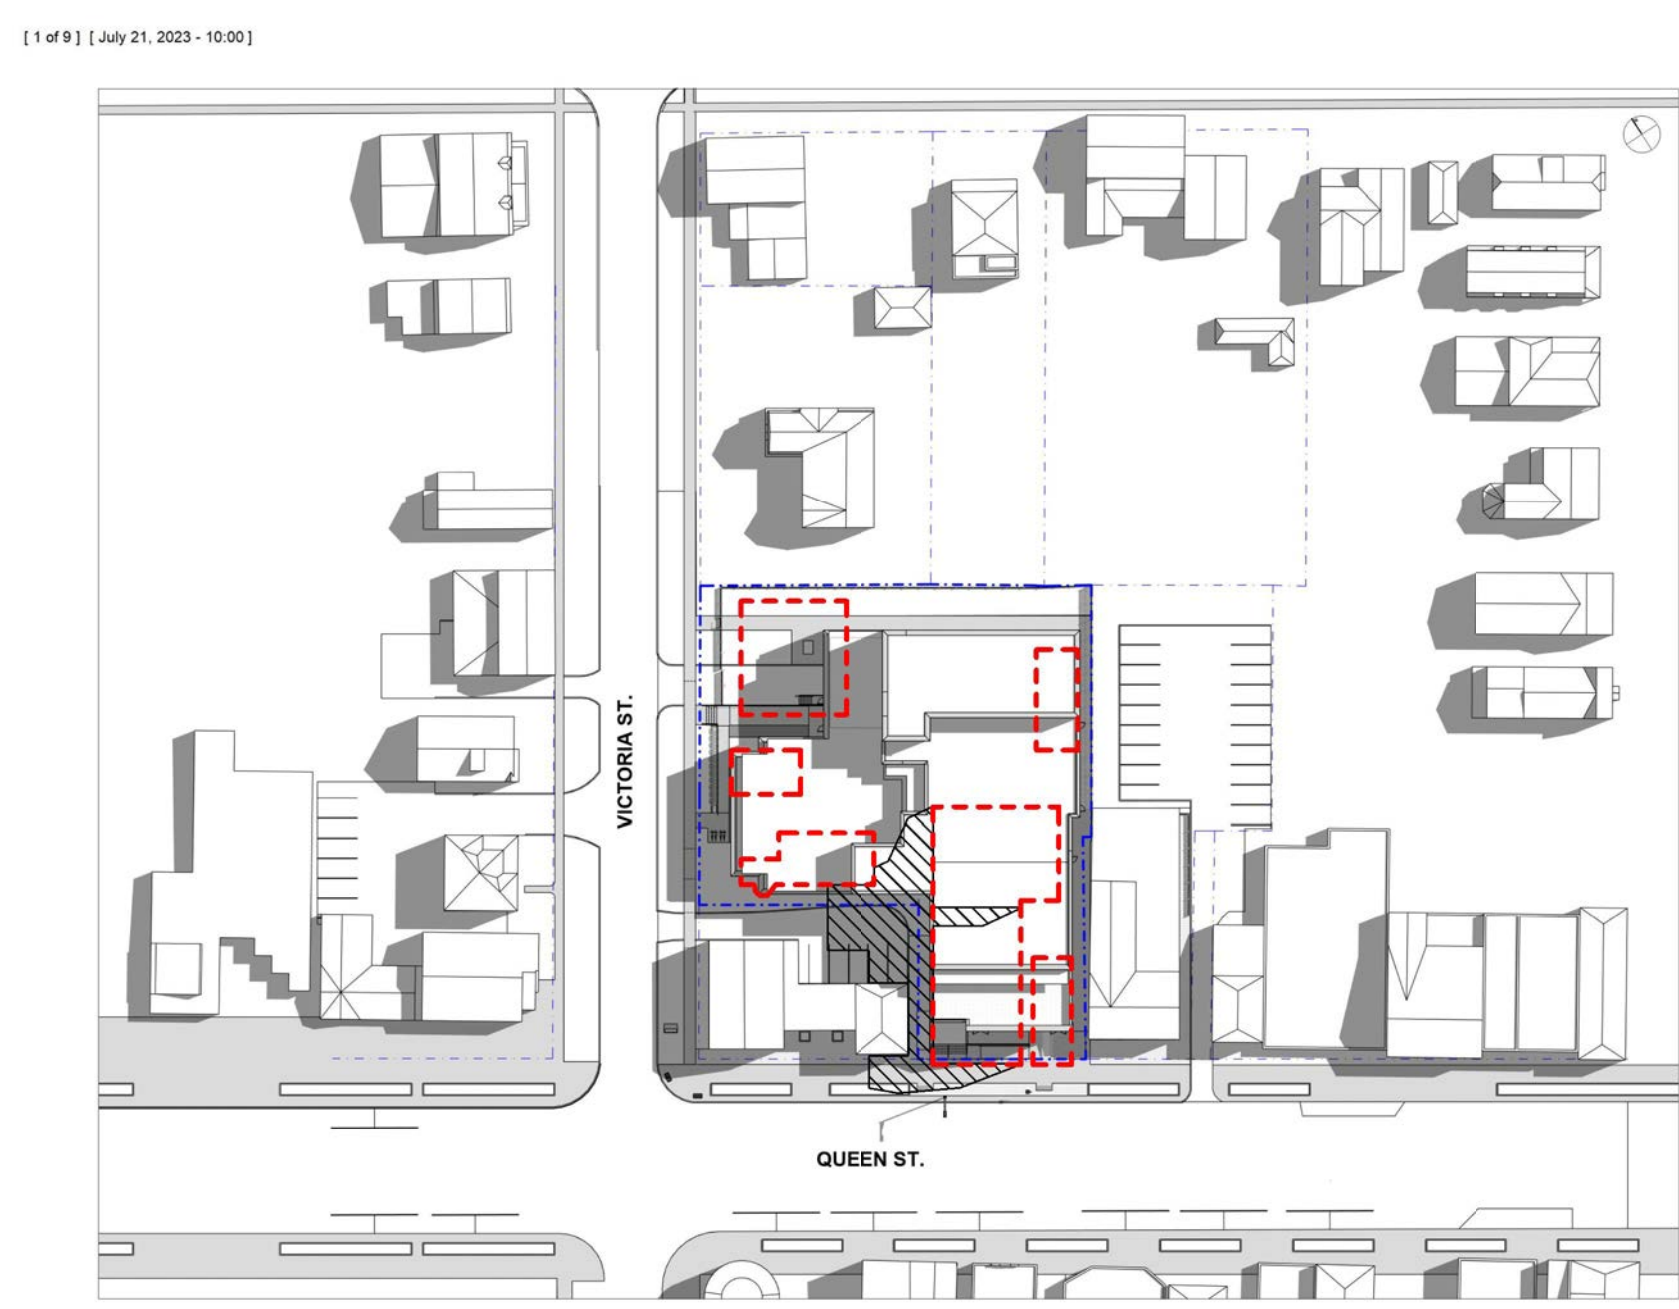 [ 1 of 9 ] [ July 21, 2023 - 10:00 ]
VICTORIA ST.
QUEEN ST.